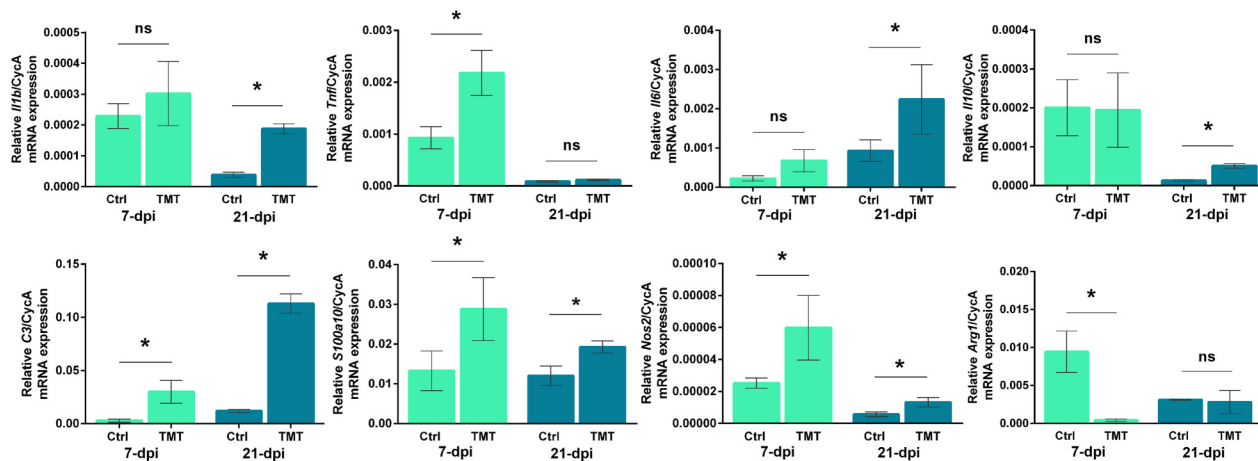 Relative Il1b/CycA
mRNA expression
0.0005
0.0004
0.0003
0.0002
0.0001
0.0000
ns
*
Ctrl TMT Ctrl TMT
7-dpi 21-dpi
Relative Tnf/CycA
mRNA expression
0.003
0.002
0.001
0.000
*
ns
Ctrl TMT Ctrl TMT
7-dpi 21-dpi
Relative Il6/CycA
mRNA expression
0.004
0.003
0.002
0.001
0.000
ns
*
Ctrl TMT Ctrl TMT
7-dpi 21-dpi
Relative Il10/CycA
mRNA expression
0.0004
0.0003
0.0002
0.0001
0.0000
ns
*
Ctrl TMT Ctrl TMT
7-dpi 21-dpi
Relative C3/CycA
mRNA expression
0.15
0.10
0.05
0.00
*
*
Ctrl TMT Ctrl TMT
7-dpi 21-dpi
Relative S100a10/CycA
mRNA expression
0.04
0.03
0.02
0.01
0.00
*
*
Ctrl TMT Ctrl TMT
7-dpi 21-dpi
Relative Nos2/CycA
mRNA expression
0.00010
0.00008
0.00006
0.00004
0.00002
0.00000
*
*
Ctrl TMT Ctrl TMT
7-dpi 21-dpi
Relative Arg1/CycA
mRNA expression
0.020
0.015
0.010
0.005
0.000
*
ns
Ctrl TMT Ctrl TMT
7-dpi 21-dpi